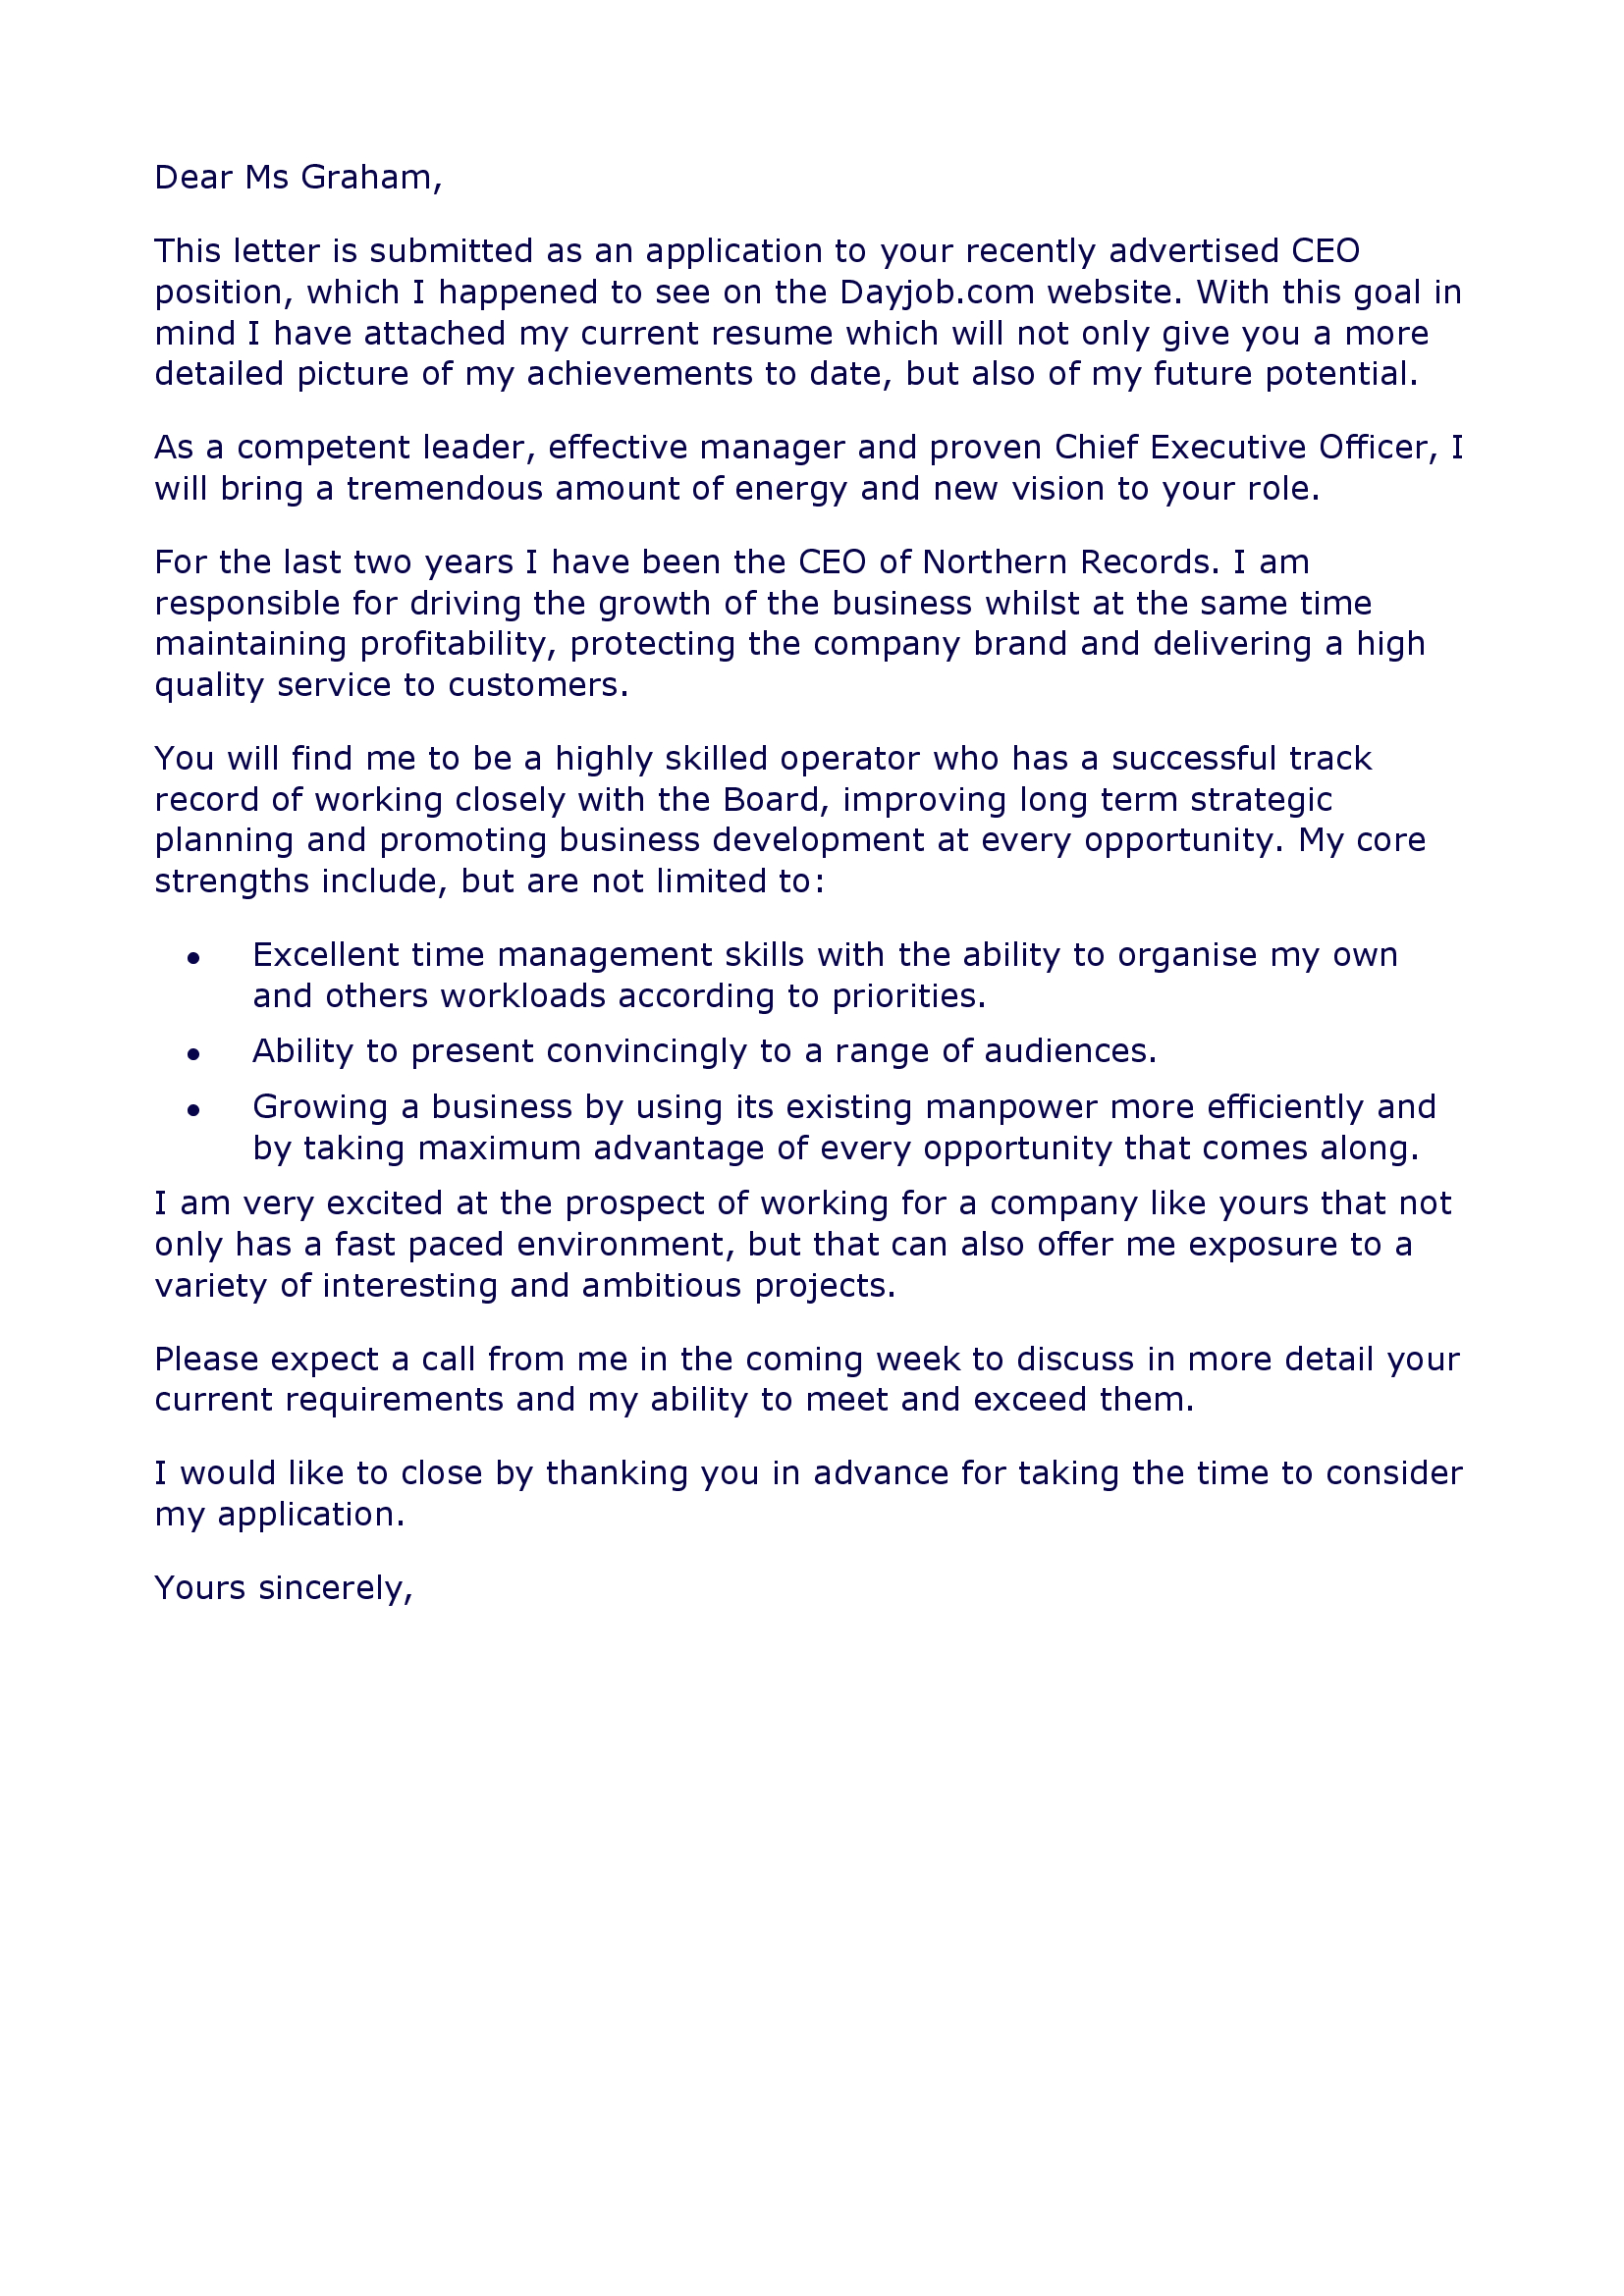 Dear Ms Graham,
This letter is submitted as an application to your recently advertised CEO
position, which I happened to see on the Dayjob.com website. With this goal in
mind I have attached my current resume which will not only give you a more
detailed picture of my achievements to date, but also of my future potential.
As a competent leader, effective manager and proven Chief Executive Officer, I
will bring a tremendous amount of energy and new vision to your role.
For the last two years I have been the CEO of Northern Records. I am
responsible for driving the growth of the business whilst at the same time
maintaining profitability, protecting the company brand and delivering a high
quality service to customers.
You will find me to be a highly skilled operator who has a successful track
record of working closely with the Board, improving long term strategic
planning and promoting business development at every opportunity. My core
strengths include, but are not limited to:
• Excellent time management skills with the ability to organise my own
and others workloads according to priorities.
• Ability to present convincingly to a range of audiences.
• Growing a business by using its existing manpower more efficiently and
by taking maximum advantage of every opportunity that comes along.
I am very excited at the prospect of working for a company like yours that not
only has a fast paced environment, but that can also offer me exposure to a
variety of interesting and ambitious projects.
Please expect a call from me in the coming week to discuss in more detail your
current requirements and my ability to meet and exceed them.
I would like to close by thanking you in advance for taking the time to consider
my application.
Yours sincerely,